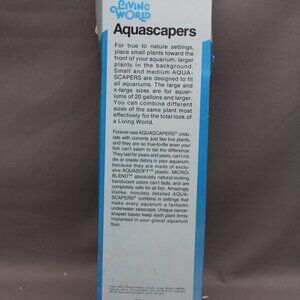 LIVING
WORLD
Aquascapers
For true to nature settings,
place small plants toward the
front of your aquarium, larger
plants in the background.
Small and medium AQUA-
SCAPERS are designed to fit
all aquariums. The large and
x-large sizes are for aquar-
iums of 20 gallons and larger.
You can combine different
sizes of the same plant most
effectively for the total look of
a Living World.
Forever-real AQUASCAPERS® undu-
late with currents just like live plants,
and they are so true-to-life even your
fish can't seem to tell the difference.
They last for years and years, can't rot,
die or create debris in your aquarium,
because they are made of exclu-
sive AQUASOFT™ plastic MICRO-
BLEND™ absolutely natural-looking
translucent colors can't fade, and are
completely safe for all fish. Amazingly
lifelike, minutely detailed AQUA-
SCAPERS® combine in settings that
make every aquarium a fantastic
underwater seascape. Unique canoe-
shaped bases keep each plant firmly
implanted in your gravel aquarium
floor.